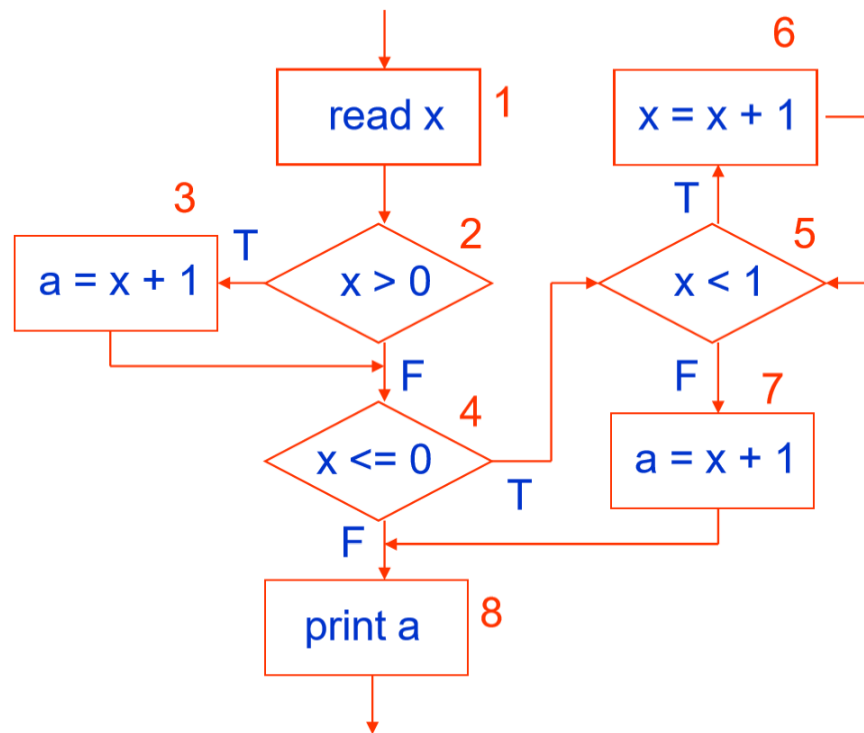 6
read x
1
x = x + 1
3
T
2
T
5
a = x + 1
x > 0
x < 1
F
F
7
4
x <= 0
T
a = x + 1
F
print a
8